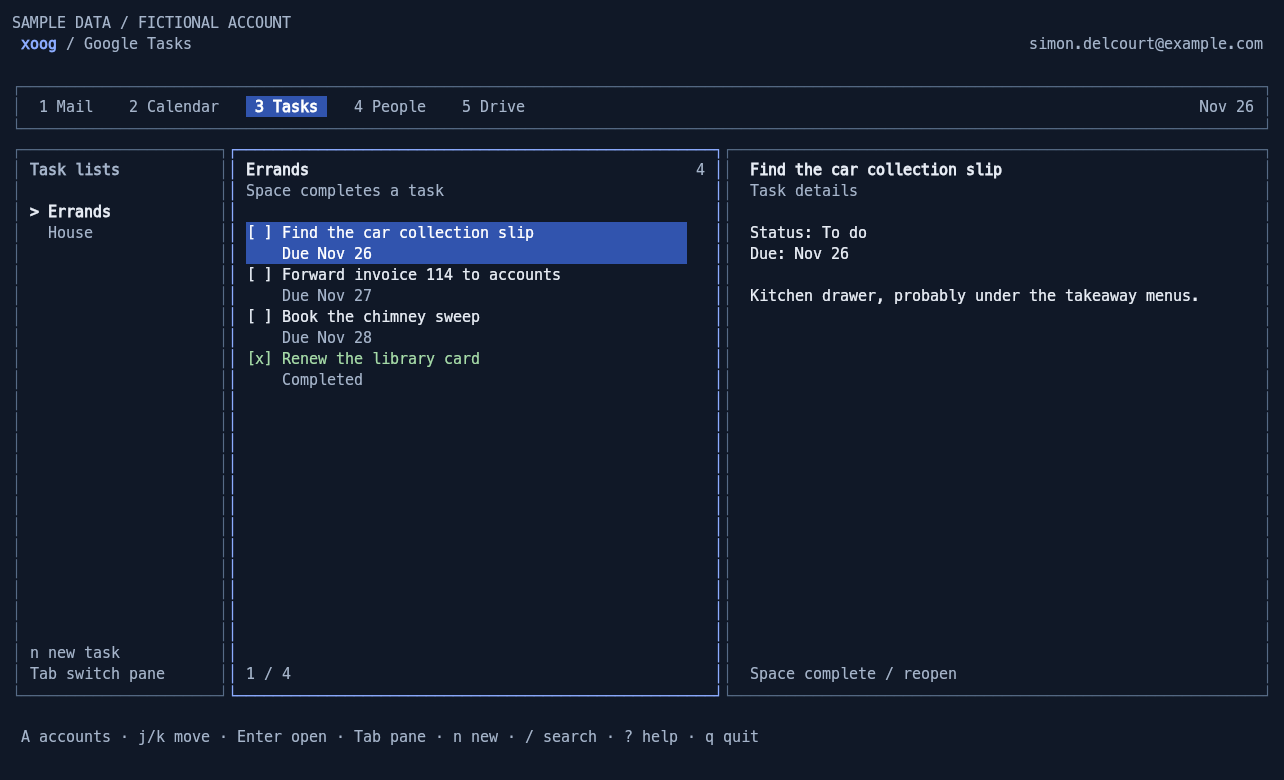 SAMPLE DATA / FICTIONAL ACCOUNT
xoog / Google Tasks
simon.delcourt@example.com
1 Mail 2 Calendar 3 Tasks 4 People 5 Drive
Nov 26
Task lists
> Errands
House
n new task
Tab switch pane
Errands 4
Space completes a task
[ ] Find the car collection slip
Due Nov 26
[ ] Forward invoice 114 to accounts
Due Nov 27
[ ] Book the chimney sweep
Due Nov 28
[x] Renew the library card
Completed
1 / 4
Find the car collection slip
Task details
Status: To do
Due: Nov 26
Kitchen drawer, probably under the takeaway menus.
Space complete / reopen
A accounts · j/k move · Enter open · Tab pane · n new · / search · ? help · q quit